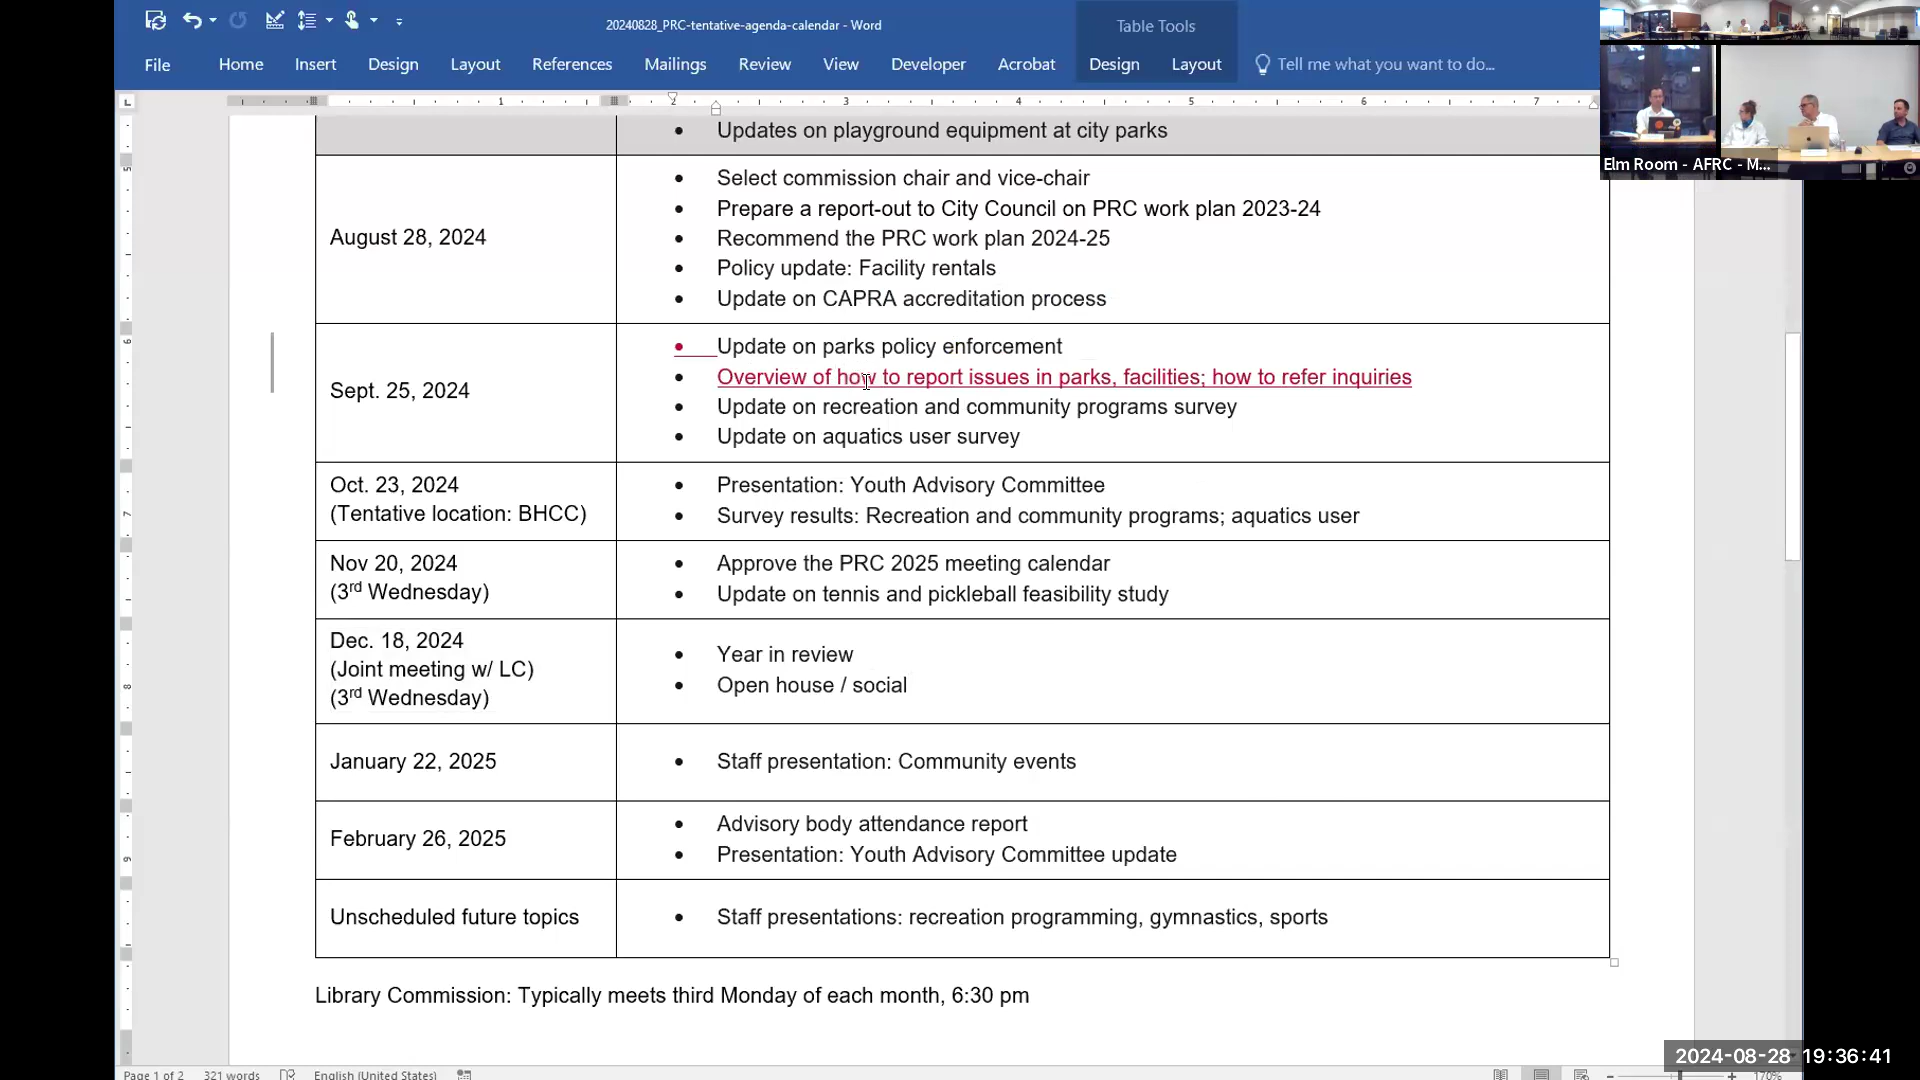 20240828_PRC-tentative-agenda-calendar - Word
Table Tools
File Home Insert Design Layout References Mailings Review View Developer Acrobat Design Layout Tell me what you want to do...
Elm Room - AFRC - M...
1 2 3 4 5 6 7
• Updates on playground equipment at city parks
August 28, 2024
• Select commission chair and vice-chair
• Prepare a report-out to City Council on PRC work plan 2023-24
• Recommend the PRC work plan 2024-25
• Policy update: Facility rentals
• Update on CAPRA accreditation process
Sept. 25, 2024
• Update on parks policy enforcement
• Overview of how to report issues in parks, facilities; how to refer inquiries
• Update on recreation and community programs survey
• Update on aquatics user survey
Oct. 23, 2024
(Tentative location: BHCC)
• Presentation: Youth Advisory Committee
• Survey results: Recreation and community programs; aquatics user
Nov 20, 2024
(3rd Wednesday)
• Approve the PRC 2025 meeting calendar
• Update on tennis and pickleball feasibility study
Dec. 18, 2024
(Joint meeting w/ LC)
(3rd Wednesday)
• Year in review
• Open house / social
January 22, 2025
• Staff presentation: Community events
February 26, 2025
• Advisory body attendance report
• Presentation: Youth Advisory Committee update
Unscheduled future topics
• Staff presentations: recreation programming, gymnastics, sports
Library Commission: Typically meets third Monday of each month, 6:30 pm
2024-08-28 19:36:41
Page 1 of 2 321 words English (United States) 170%